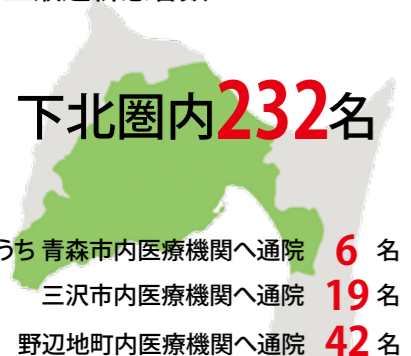 下北圏内232名
うち 青森市内医療機関へ通院 6 名
三沢市内医療機関へ通院 19 名
野辺地町内医療機関へ通院 42 名